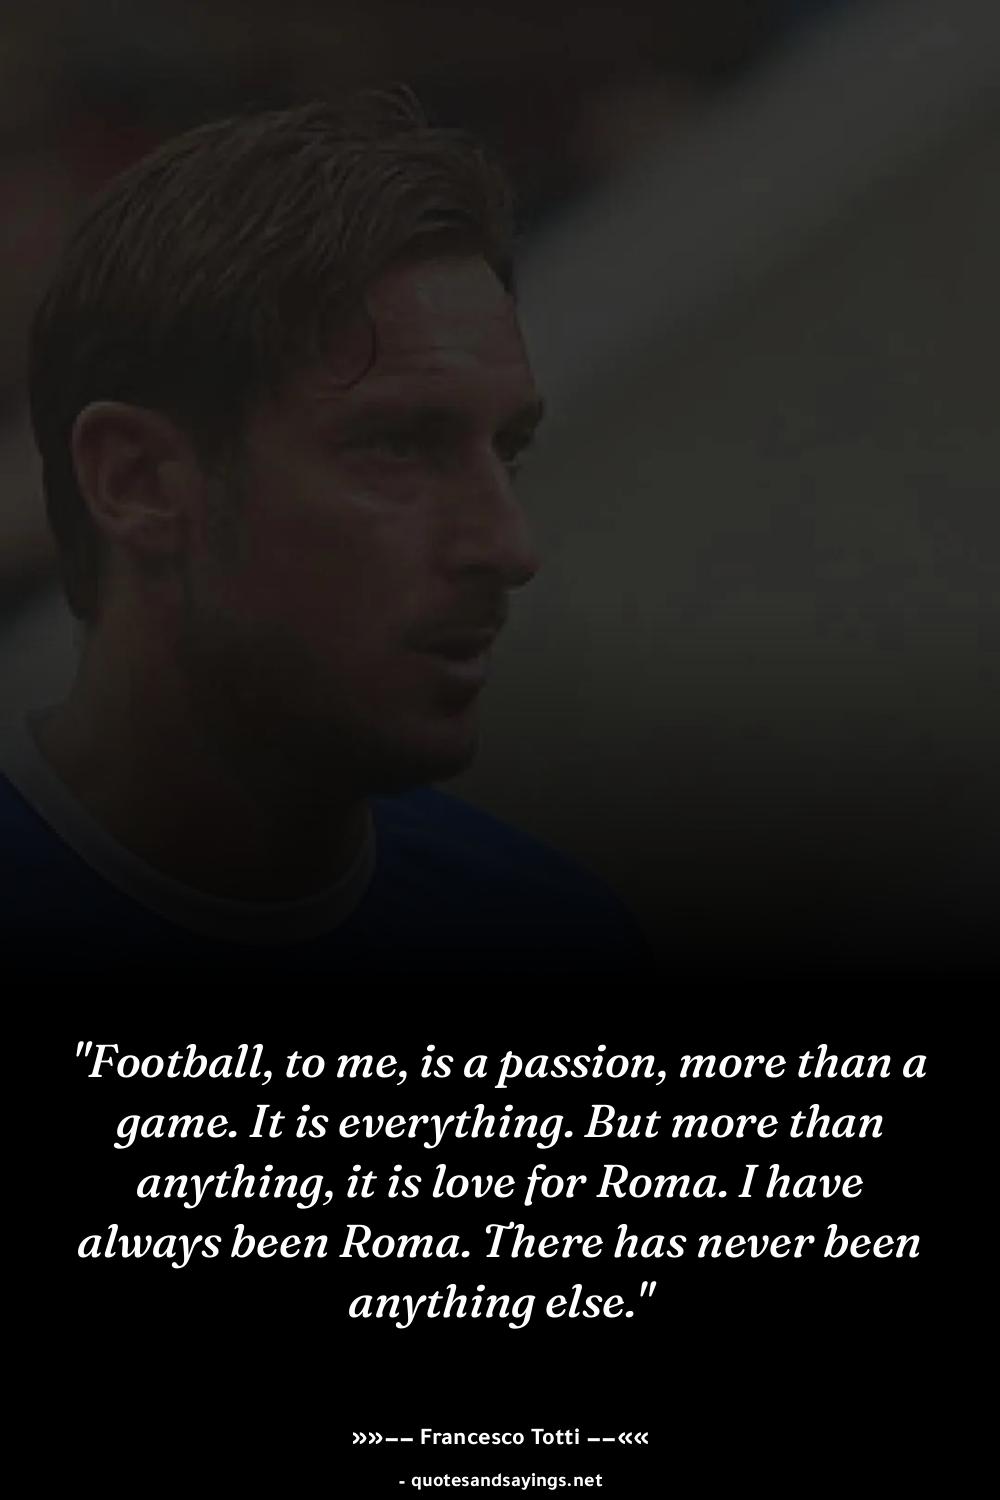 "Football, to me, is a passion, more than a
game. It is everything. But more than
anything, it is love for Roma. I have
always been Roma. There has never been
anything else."
»»–– Francesco Totti ––««
- quotesandsayings.net